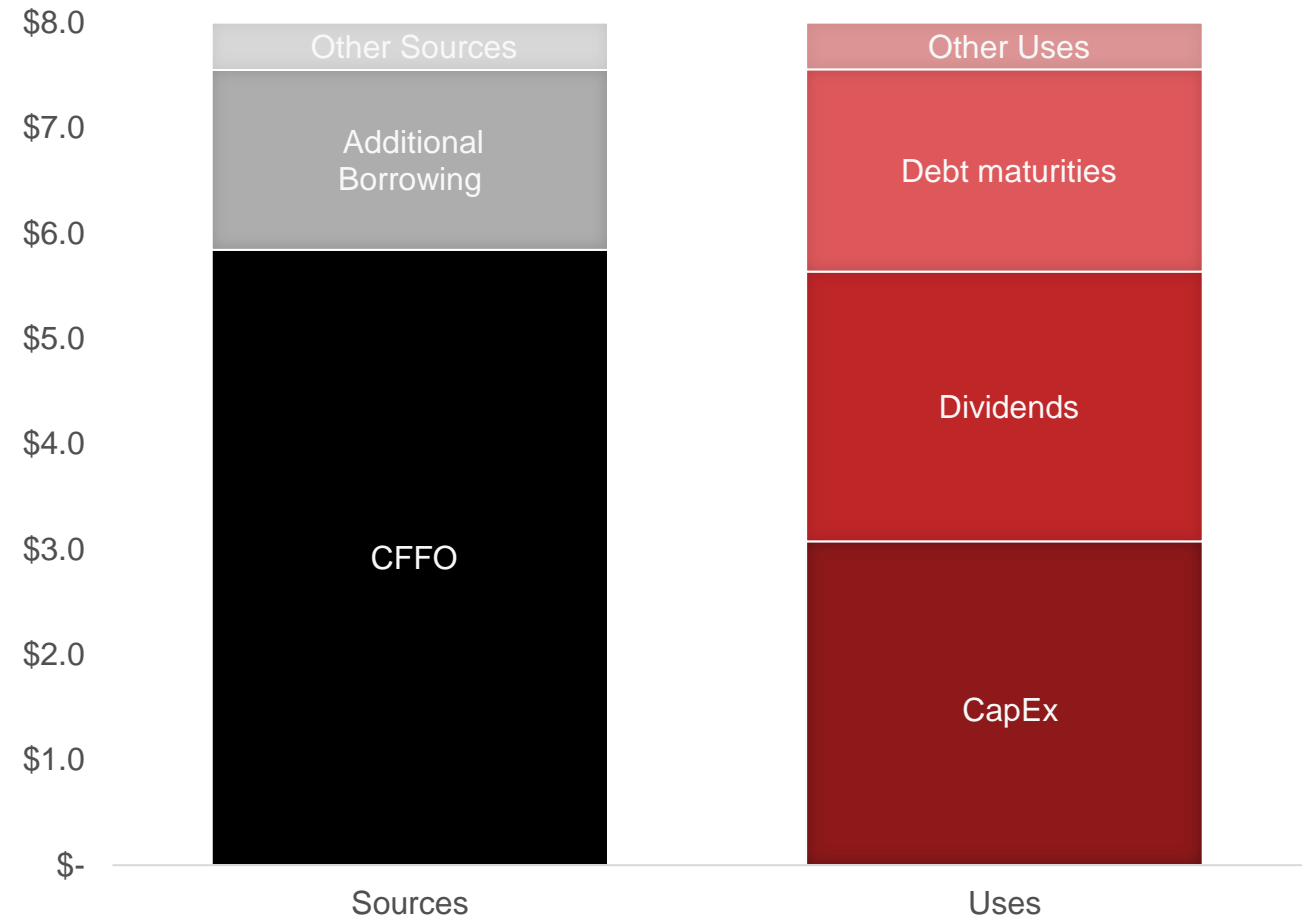 $8.0
$7.0
$6.0
$5.0
$4.0
$3.0
$2.0
$1.0
$-
Other Sources
Additional
Borrowing
CFFO
Other Uses
Debt maturities
Dividends
CapEx
Sources
Uses